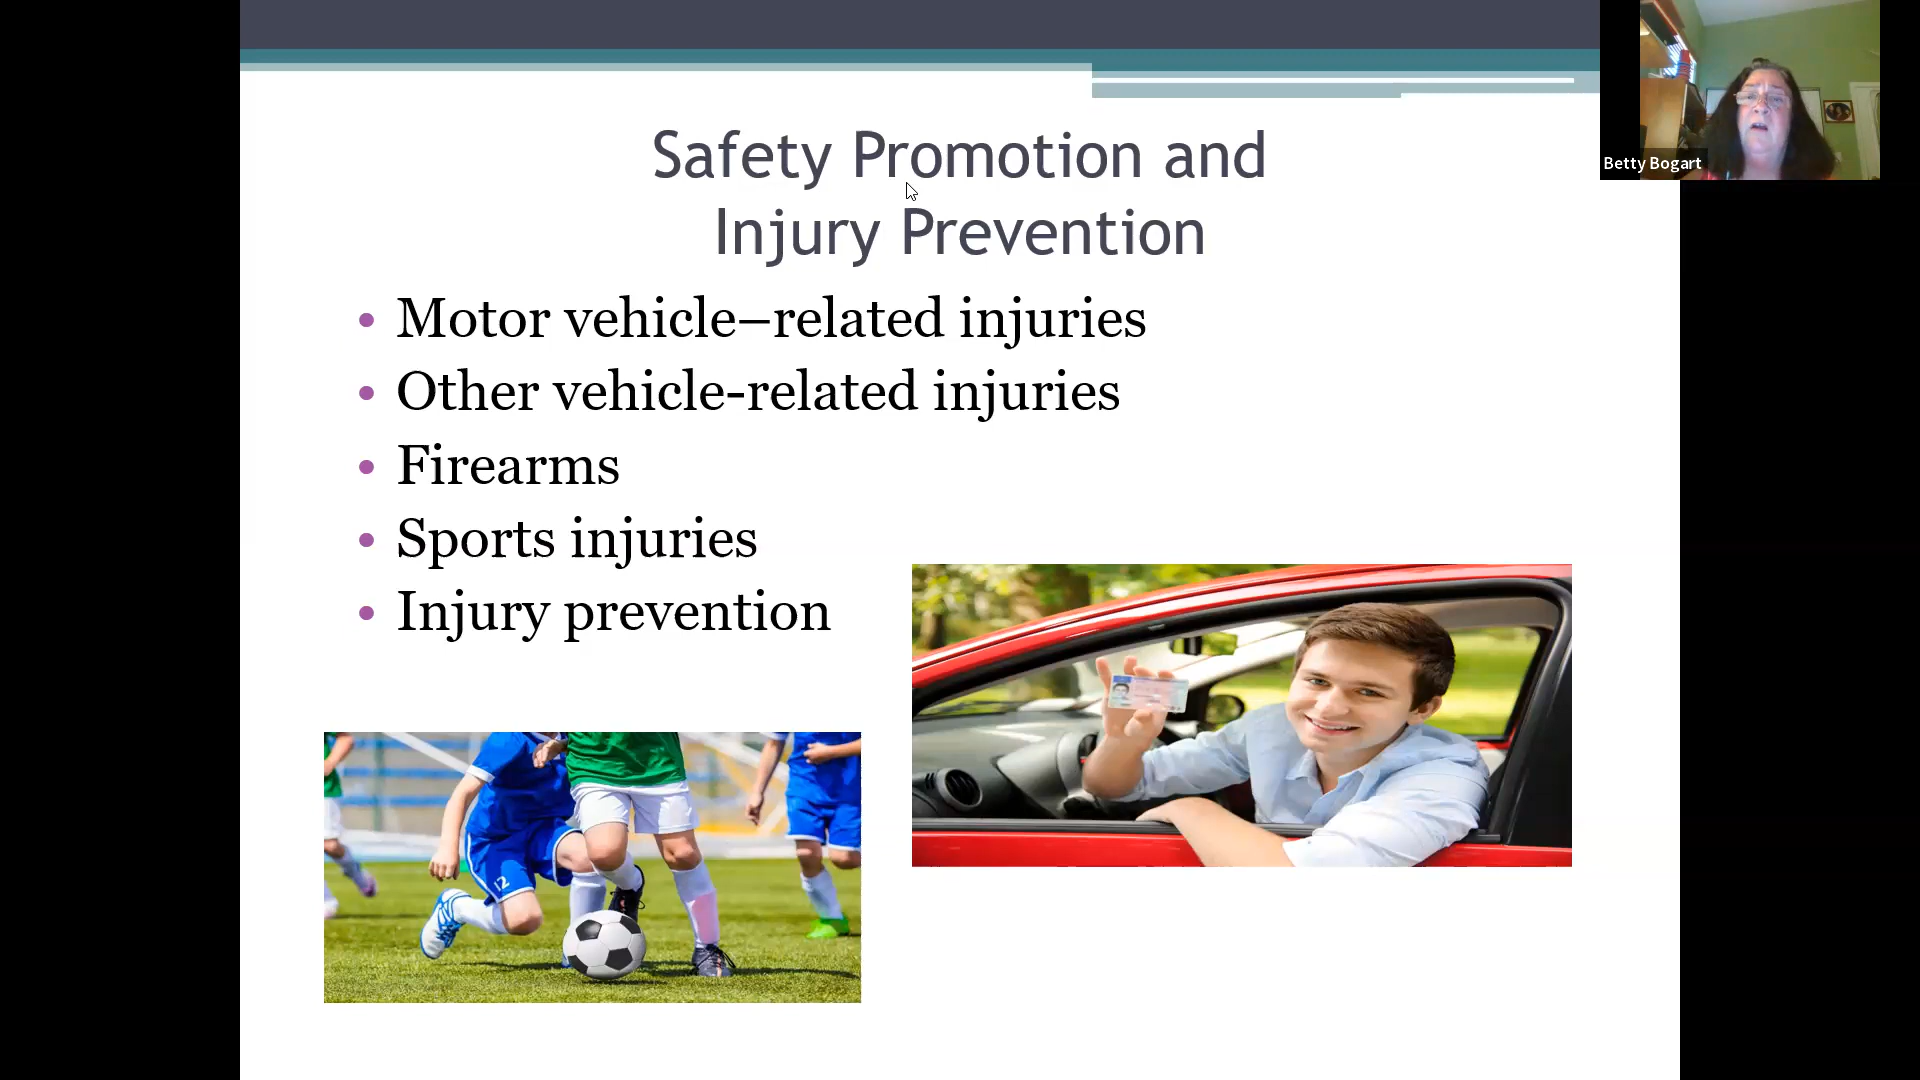 Safety Promotion and
Injury Prevention
• Motor vehicle–related injuries
• Other vehicle-related injuries
• Firearms
• Sports injuries
• Injury prevention
Betty Bogart
12